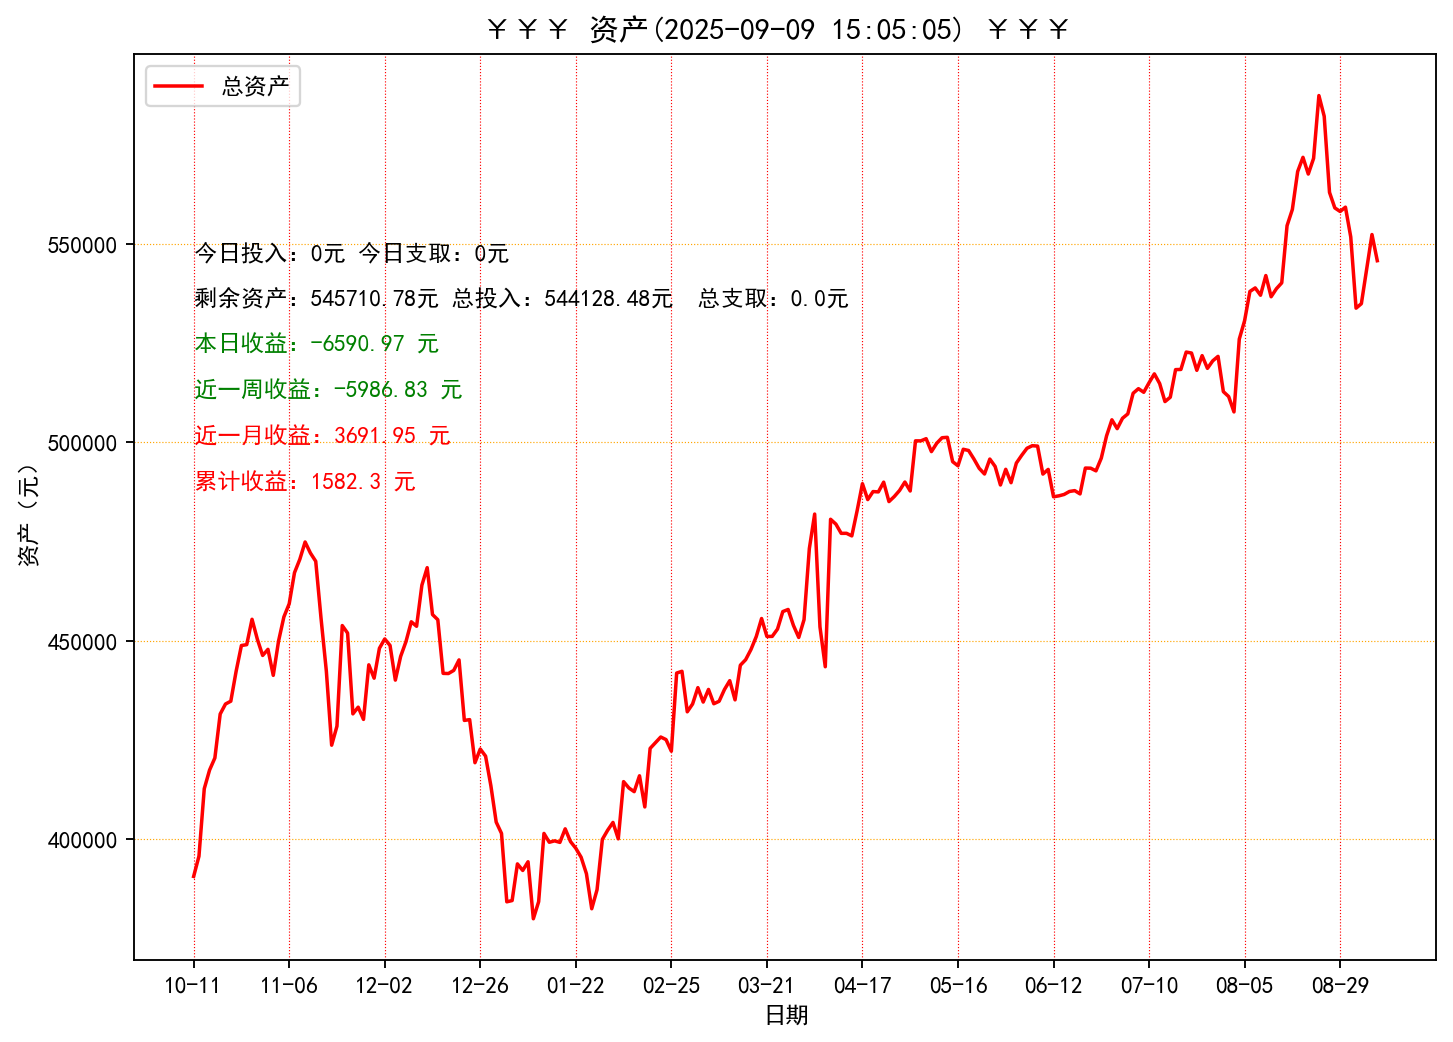 ￥￥￥ 资产(2025-09-09 15:05:05) ￥￥￥
总资产
今日投入：0元 今日支取：0元
剩余资产：545710.78元 总投入：544128.48元  总支取：0.0元
本日收益：-6590.97 元
近一周收益：-5986.83 元
近一月收益：3691.95 元
累计收益：1582.3 元
资产（元）
550000
500000
450000
400000
10-11 11-06 12-02 12-26 01-22 02-25 03-21 04-17 05-16 06-12 07-10 08-05 08-29
日期